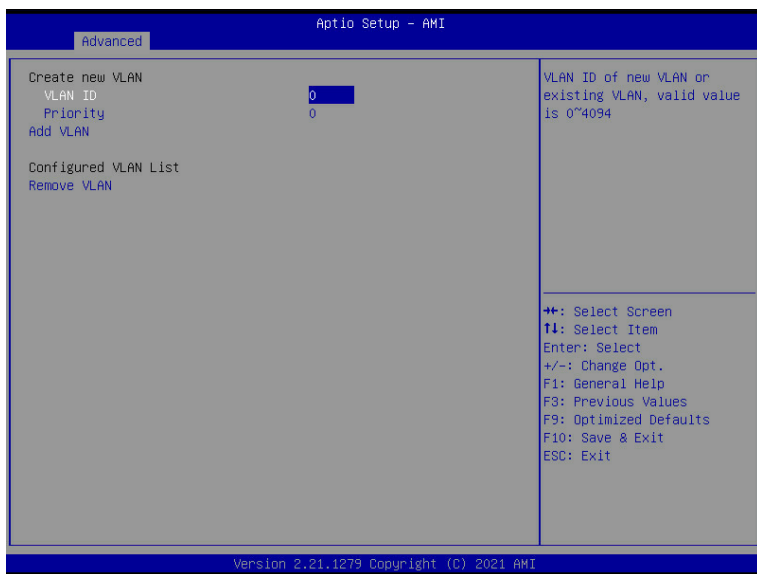 Aptio Setup – AMI
Advanced
Create new VLAN
VLAN ID 0
Priority 0
Add VLAN
Configured VLAN List
Remove VLAN
VLAN ID of new VLAN or
existing VLAN, valid value
is 0~4094
→←: Select Screen
↑↓: Select Item
Enter: Select
+/-: Change Opt.
F1: General Help
F3: Previous Values
F9: Optimized Defaults
F10: Save & Exit
ESC: Exit
Version 2.21.1279 Copyright (C) 2021 AMI